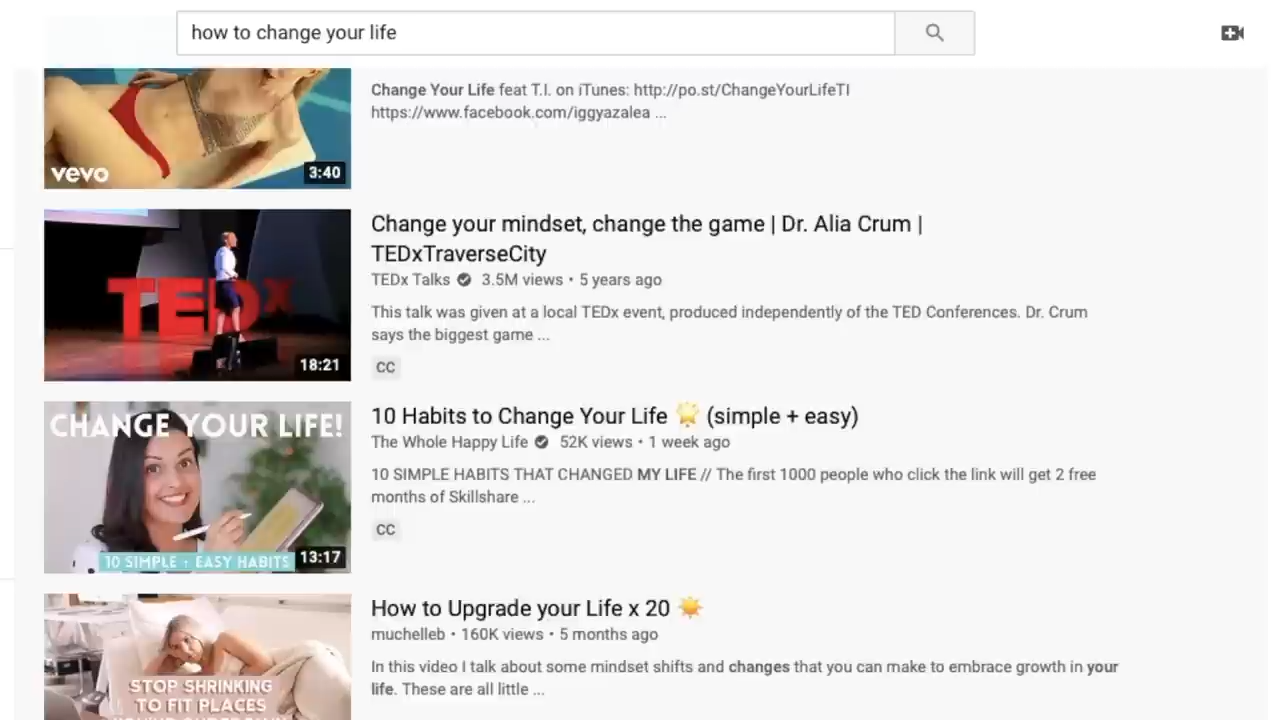 how to change your life
Change Your Life feat T.I. on iTunes: http://po.st/ChangeYourLifeTI
https://www.facebook.com/iggyazalea ...
vevo
3:40
Change your mindset, change the game | Dr. Alia Crum |
TEDxTraverseCity
TEDx Talks 3.5M views • 5 years ago
This talk was given at a local TEDx event, produced independently of the TED Conferences. Dr. Crum
says the biggest game ...
CC
TEDx
18:21
10 Habits to Change Your Life 🌟 (simple + easy)
The Whole Happy Life 52K views • 1 week ago
10 SIMPLE HABITS THAT CHANGED MY LIFE // The first 1000 people who click the link will get 2 free
months of Skillshare ...
CC
CHANGE YOUR LIFE!
10 SIMPLE + EASY HABITS
13:17
How to Upgrade your Life x 20 ☀️
muchelleb • 160K views • 5 months ago
In this video I talk about some mindset shifts and changes that you can make to embrace growth in your
life. These are all little ...
STOP SHRINKING
TO FIT PLACES